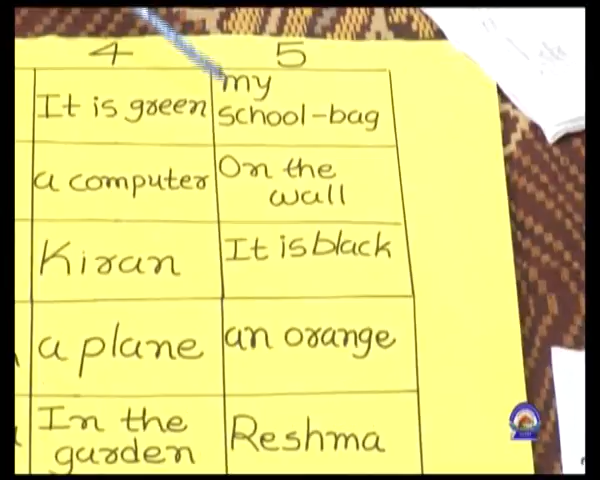 4 5
It is green my school-bag
a computer On the wall
Kiran It is black
a plane an orange
In the garden Reshma